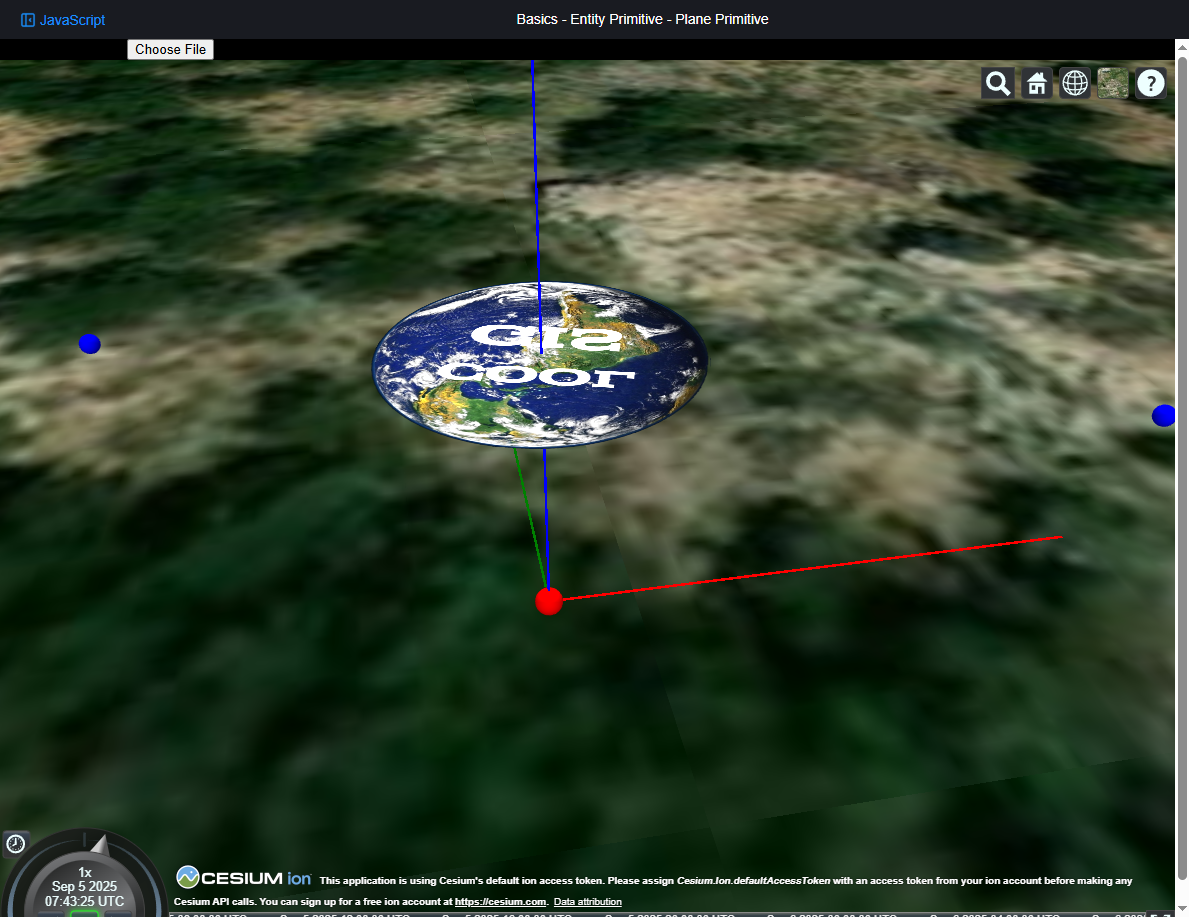 JavaScript
Basics - Entity Primitive - Plane Primitive
Choose File
?
1x
Sep 5 2025
07:43:25 UTC
CESIUM ion This application is using Cesium's default ion access token. Please assign Cesium.Ion.defaultAccessToken with an access token from your ion account before making any
Cesium API calls. You can sign up for a free ion account at https://cesium.com. Data attribution